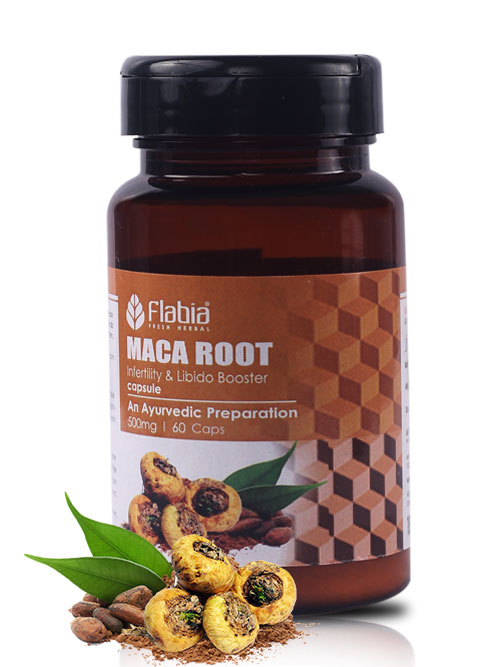 Flabia®
FRESH HERBAL
MACA ROOT
Infertility & Libido Booster
capsule
An Ayurvedic Preparation
500mg | 60 Caps